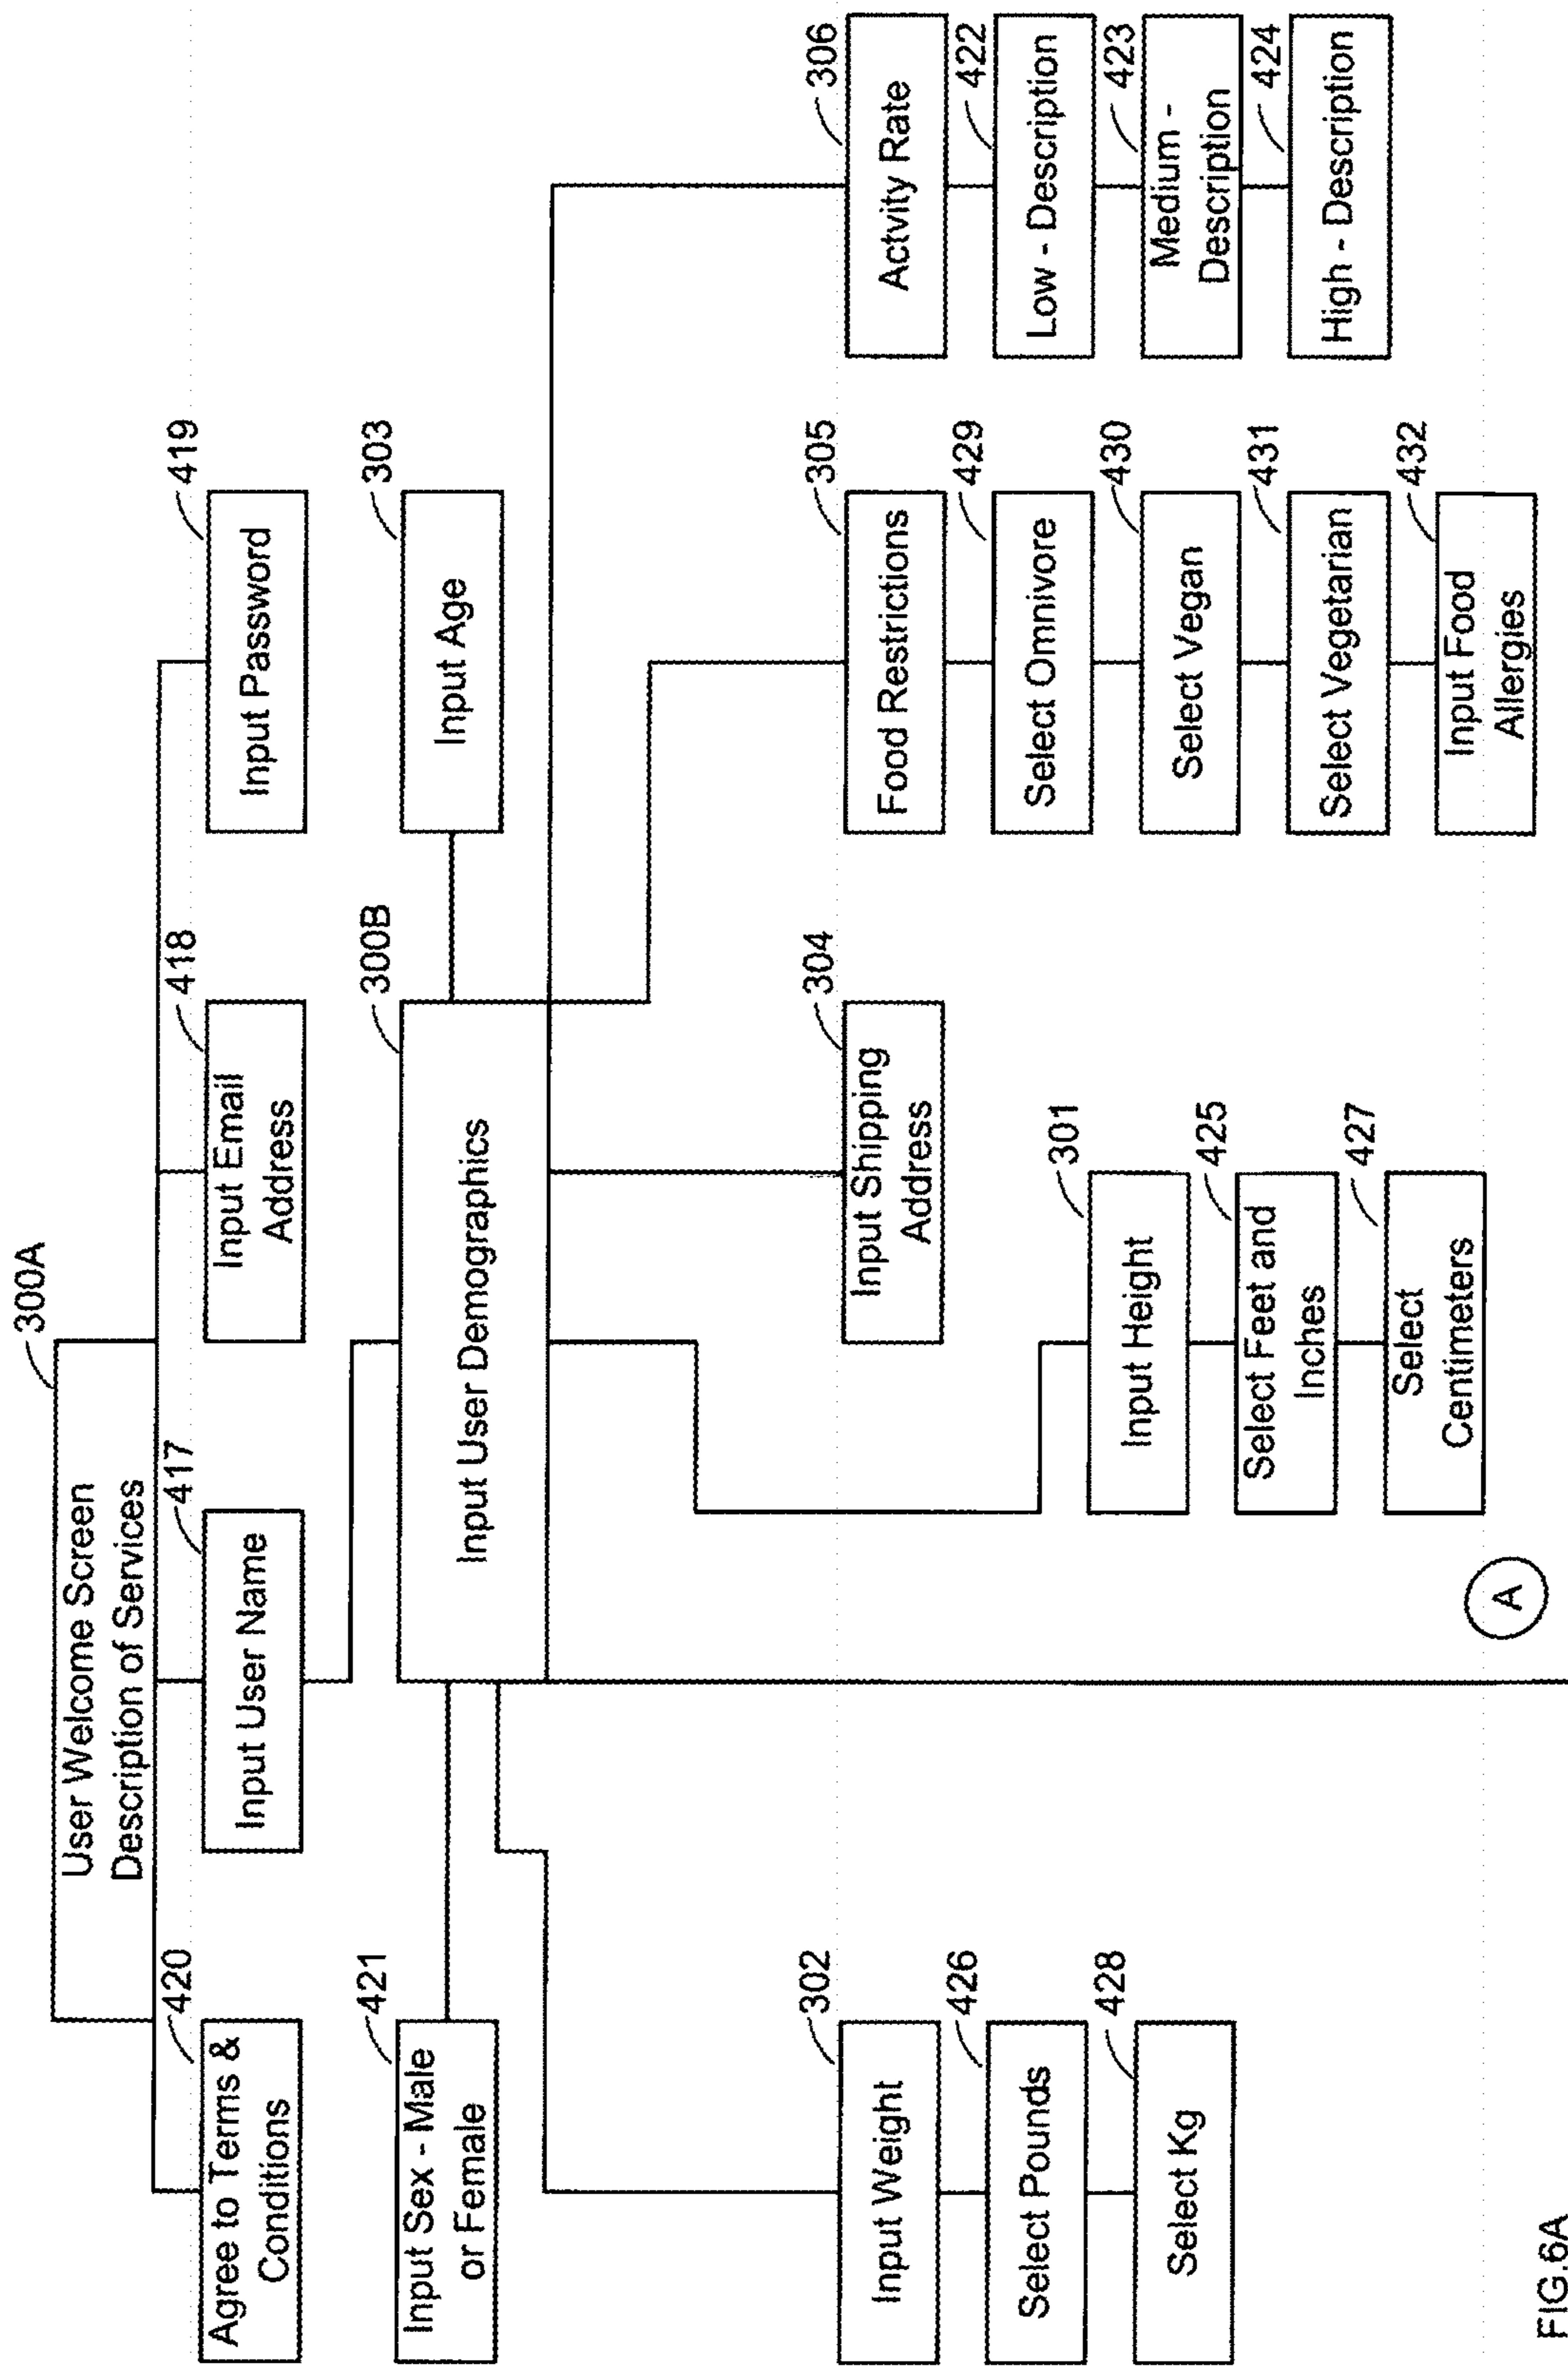 300A
User Welcome Screen
Description of Services
420
Agree to Terms &
Conditions
417
Input User Name
418
Input Email
Address
419
Input Password
421
Input Sex - Male
or Female
300B
Input User Demographics
303
Input Age
302
Input Weight
426
Select Pounds
428
Select Kg
304
Input Shipping
Address
301
Input Height
425
Select Feet and
Inches
427
Select
Centimeters
305
Food Restrictions
429
Select Omnivore
430
Select Vegan
431
Select Vegetarian
432
Input Food
Allergies
306
Actvity Rate
422
Low - Description
423
Medium -
Description
424
High - Description
A
FIG.6A